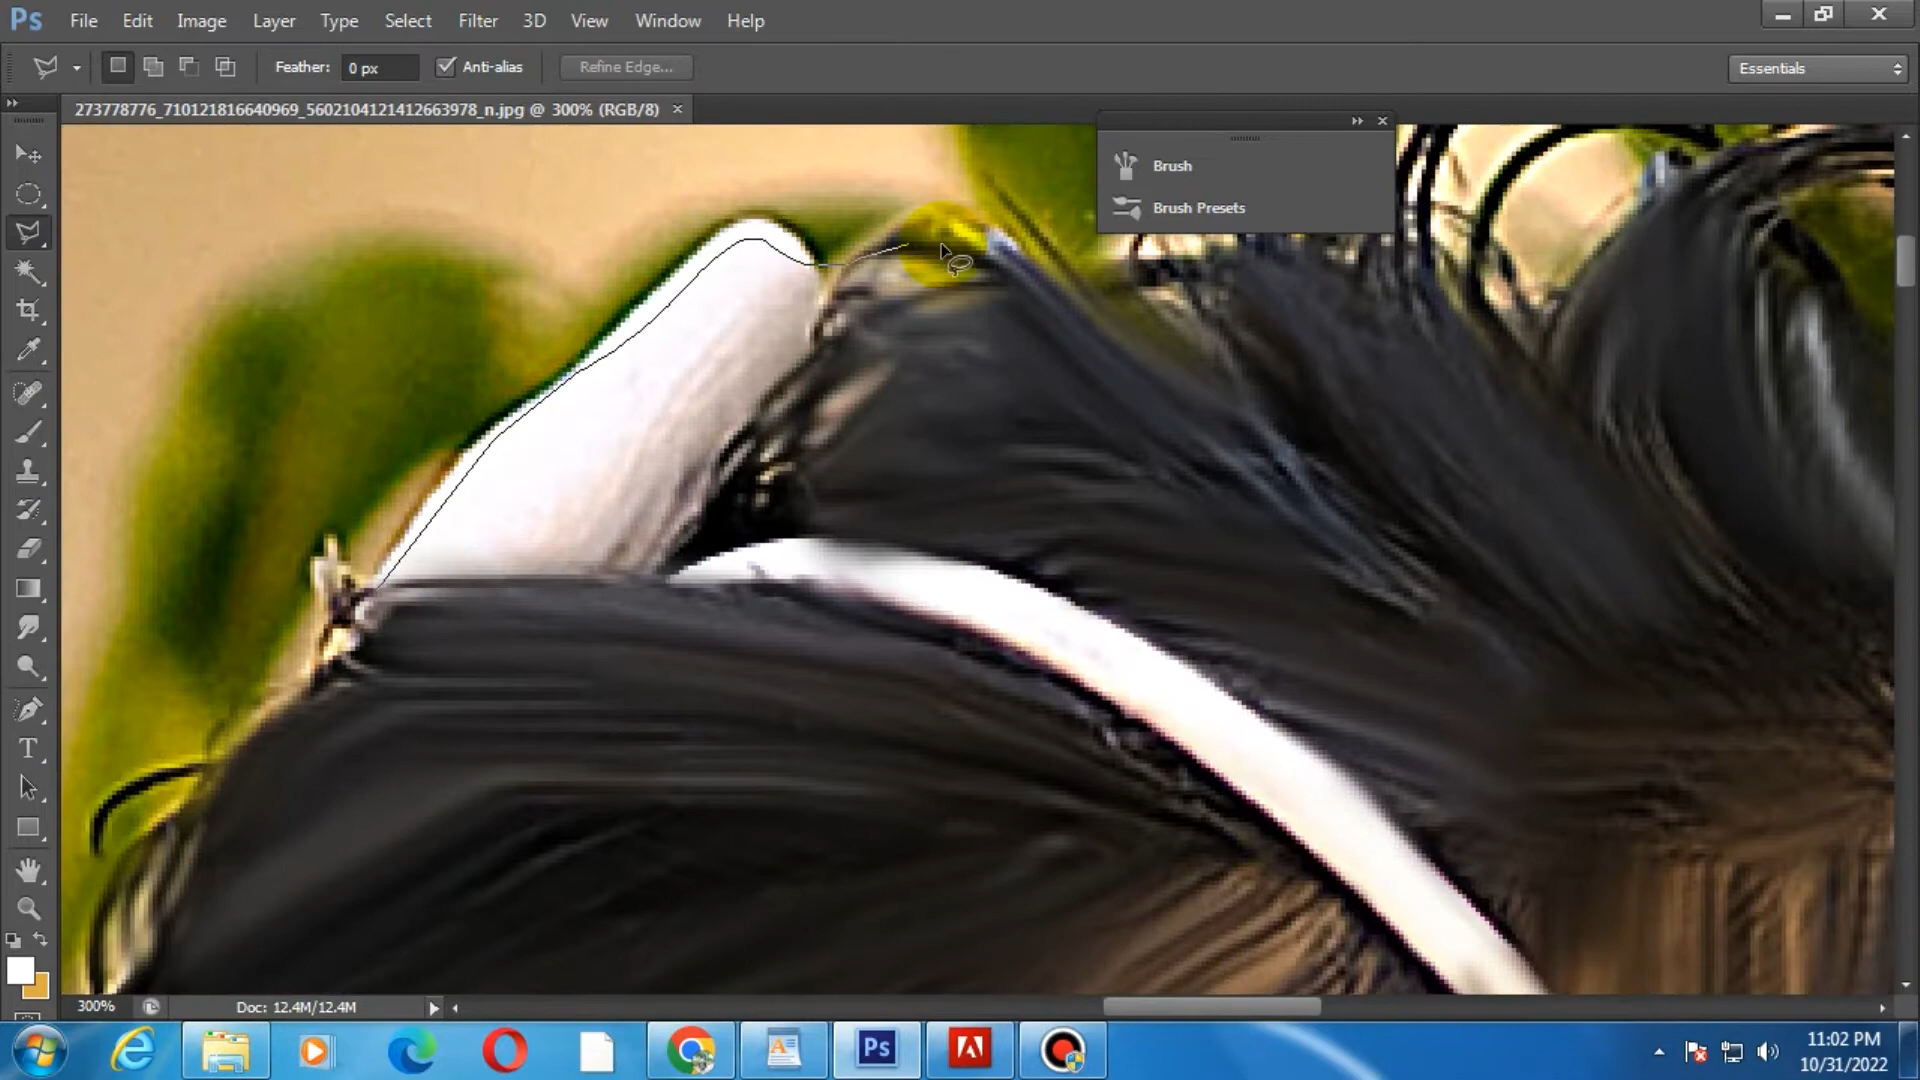 Ps File Edit Image Layer Type Select Filter 3D View Window Help
Feather: 0 px Anti-alias Refine Edge... Essentials
273778776_710121816640969_5602104121412663978_n.jpg @ 300% (RGB/8)
Brush
Brush Presets
T
300% Doc: 12.4M/12.4M
Ps
11:02 PM
10/31/2022